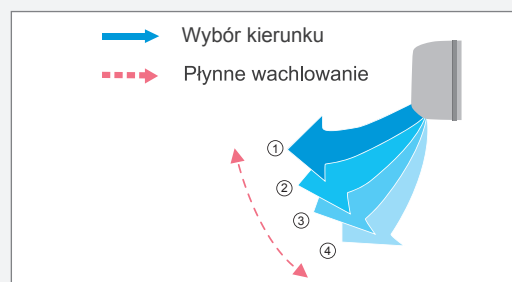 Wybór kierunku
Płynne wachlowanie
①
②
③
④